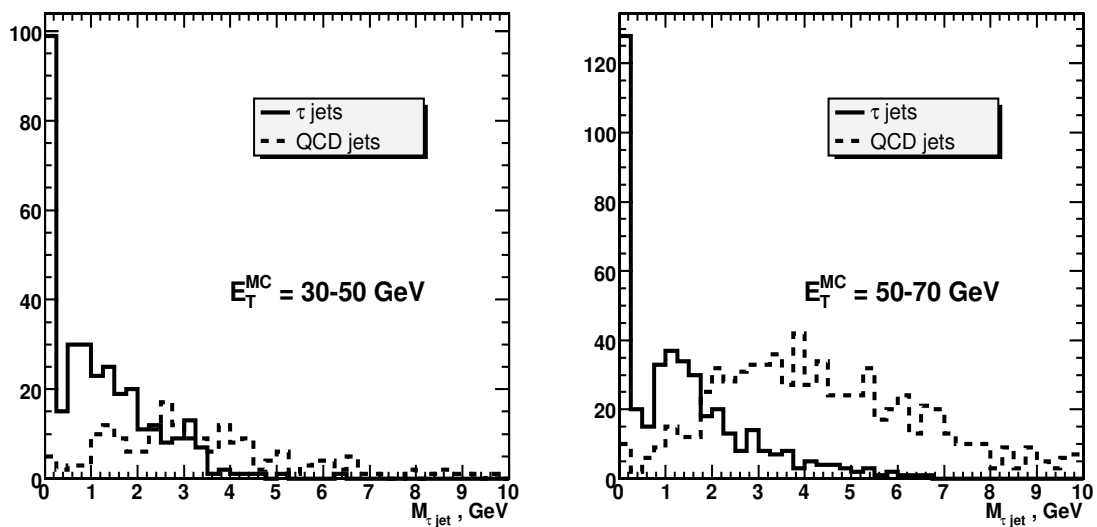 100
80
60
40
20
0
τ jets
QCD jets
E_T^MC = 30-50 GeV
0 1 2 3 4 5 6 7 8 9 10
M_τ jet , GeV
120
100
80
60
40
20
0
τ jets
QCD jets
E_T^MC = 50-70 GeV
0 1 2 3 4 5 6 7 8 9 10
M_τ jet , GeV